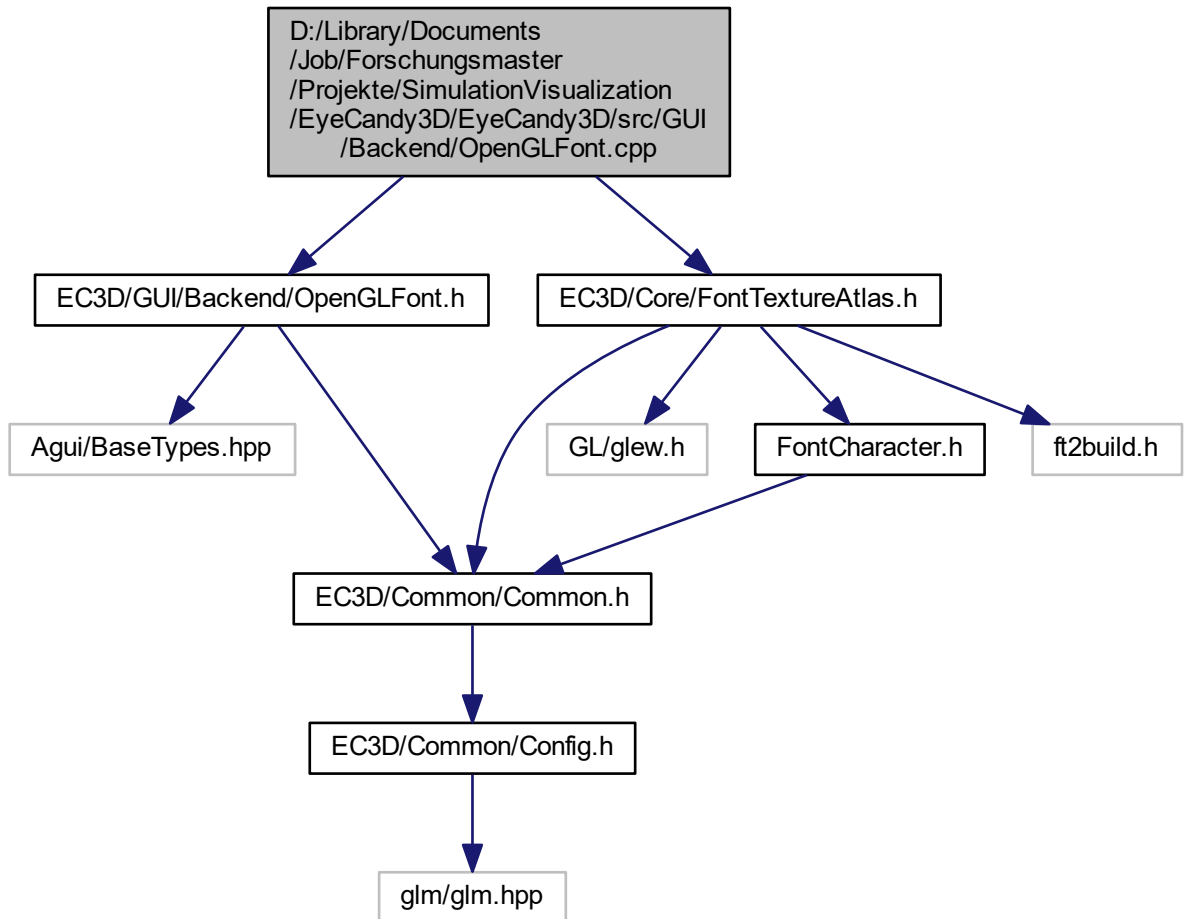 D:/Library/Documents
/Job/Forschungsmaster
/Projekte/SimulationVisualization
/EyeCandy3D/EyeCandy3D/src/GUI
/Backend/OpenGLFont.cpp
EC3D/GUI/Backend/OpenGLFont.h
EC3D/Core/FontTextureAtlas.h
Agui/BaseTypes.hpp
GL/glew.h
FontCharacter.h
ft2build.h
EC3D/Common/Common.h
EC3D/Common/Config.h
glm/glm.hpp